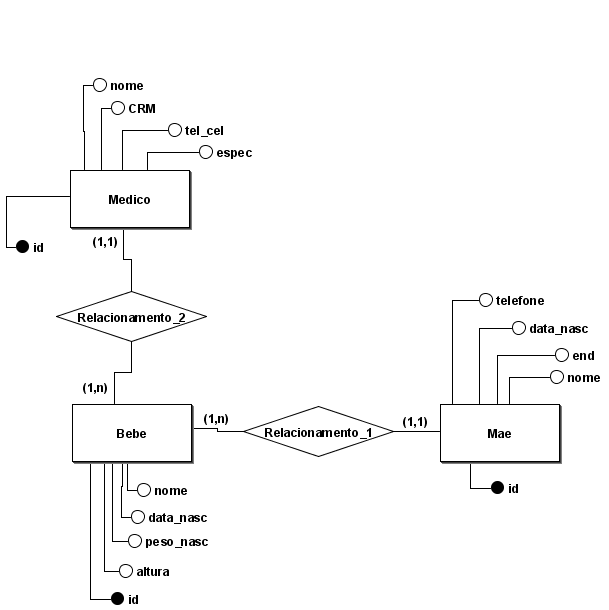 nome
CRM
tel_cel
espec
Medico
id
(1,1)
Relacionamento_2
(1,n)
Bebe
(1,n)
Relacionamento_1
(1,1)
telefone
data_nasc
end
nome
Mae
id
nome
data_nasc
peso_nasc
altura
id